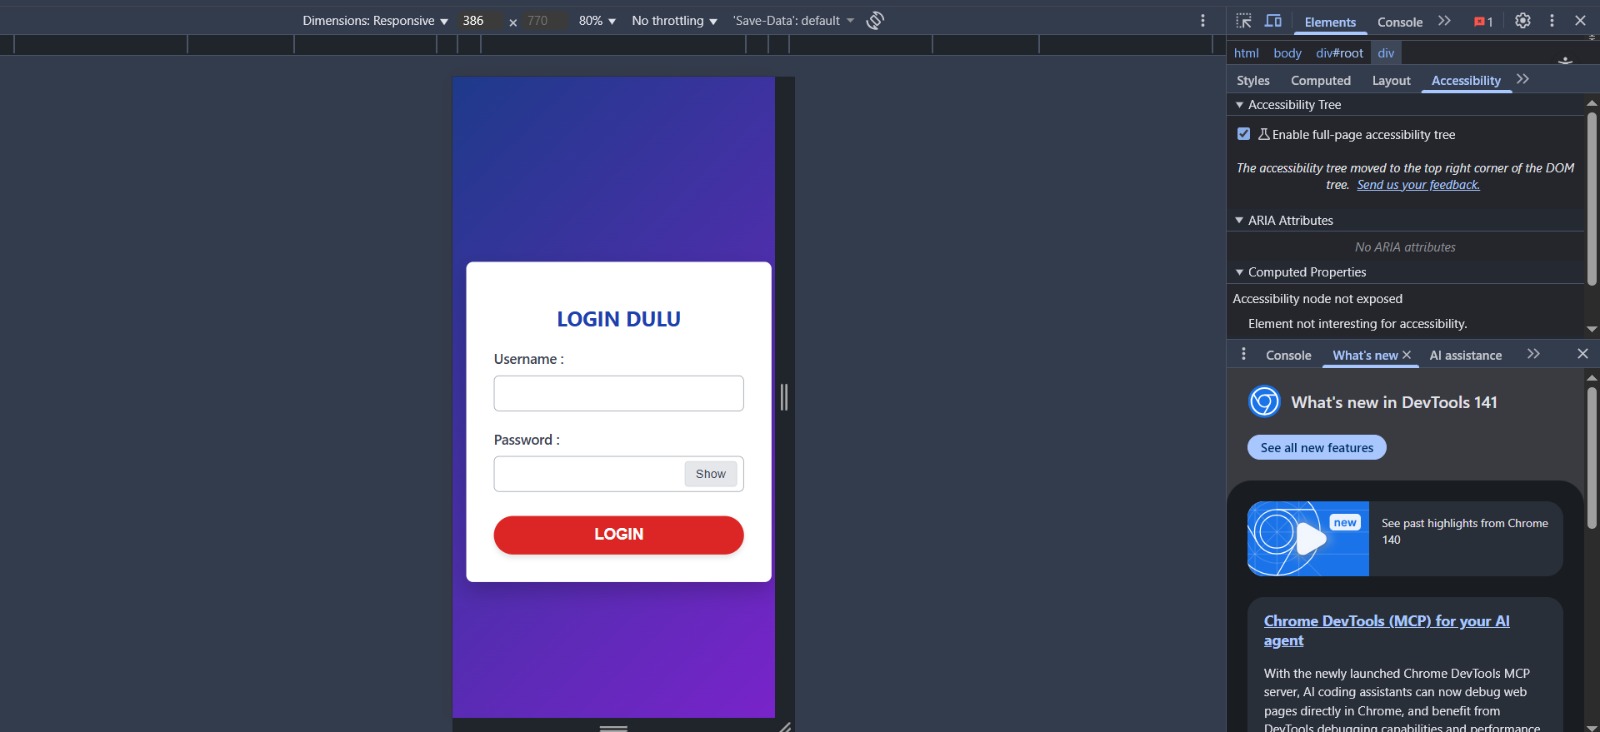 Dimensions: Responsive 386 × 770 80% No throttling 'Save-Data': default
Elements Console 1
html body div#root div
Styles Computed Layout Accessibility
Accessibility Tree
Enable full-page accessibility tree
The accessibility tree moved to the top right corner of the DOM
tree. Send us your feedback.
ARIA Attributes
No ARIA attributes
Computed Properties
Accessibility node not exposed
Element not interesting for accessibility.
LOGIN DULU
Username :
Password :
Show
LOGIN
Console What's new AI assistance
What's new in DevTools 141
See all new features
new
See past highlights from Chrome
140
Chrome DevTools (MCP) for your AI
agent
With the newly launched Chrome DevTools MCP
server, AI coding assistants can now debug web
pages directly in Chrome, and benefit from
DevTools debugging capabilities and performance